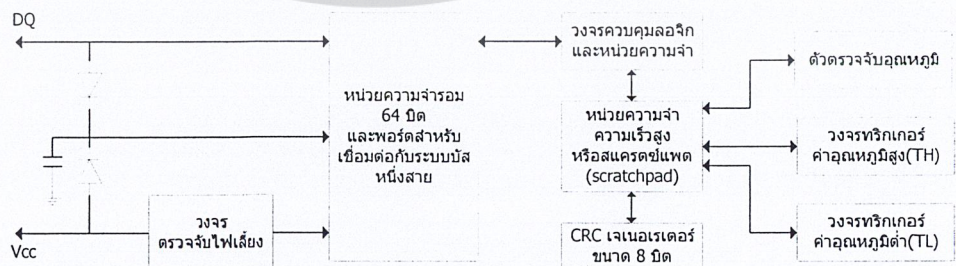 DQ
วงจรควบคุมลอจิก
และหน่วยความจำ
ตัวตรวจจับอุณหภูมิ
หน่วยความจำรอม
64 บิต
และพอร์ตสำหรับ
เชื่อมต่อกับระบบบัส
หนึ่งสาย
หน่วยความจำ
ความเร็วสูง
หรือสแครตช์แพด
(scratchpad)
วงจรทริกเกอร์
ค่าอุณหภูมิสูง(TH)
วงจร
ตรวจจับไฟเลี้ยง
Vcc
CRC เจเนอเรเตอร์
ขนาด 8 บิต
วงจรทริกเกอร์
ค่าอุณหภูมิต่ำ(TL)